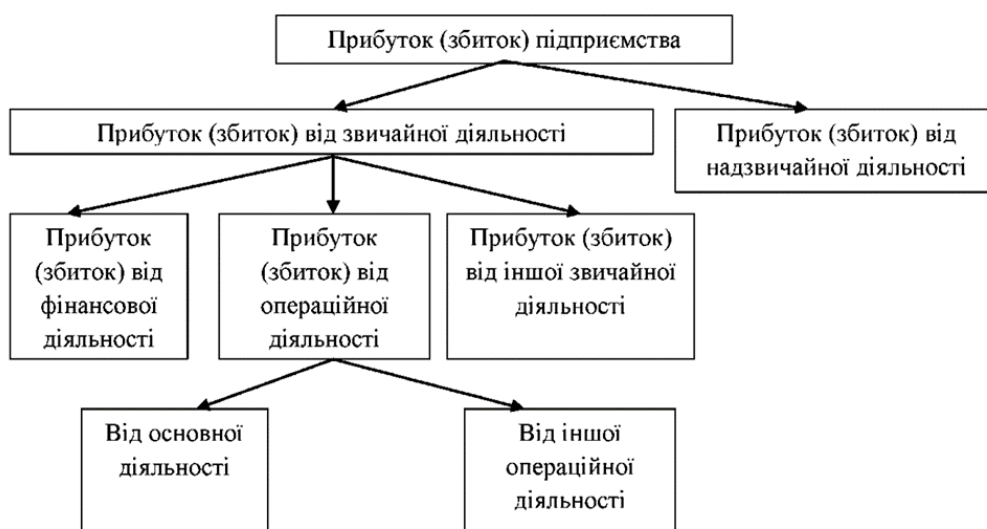 Прибуток (збиток) підприємства
Прибуток (збиток) від звичайної діяльності
Прибуток (збиток) від
надзвичайної діяльності
Прибуток
(збиток) від
фінансової
діяльності
Прибуток
(збиток) від
операційної
діяльності
Прибуток (збиток)
від іншої звичайної
діяльності
Від основної
діяльності
Від іншої
операційної
діяльності